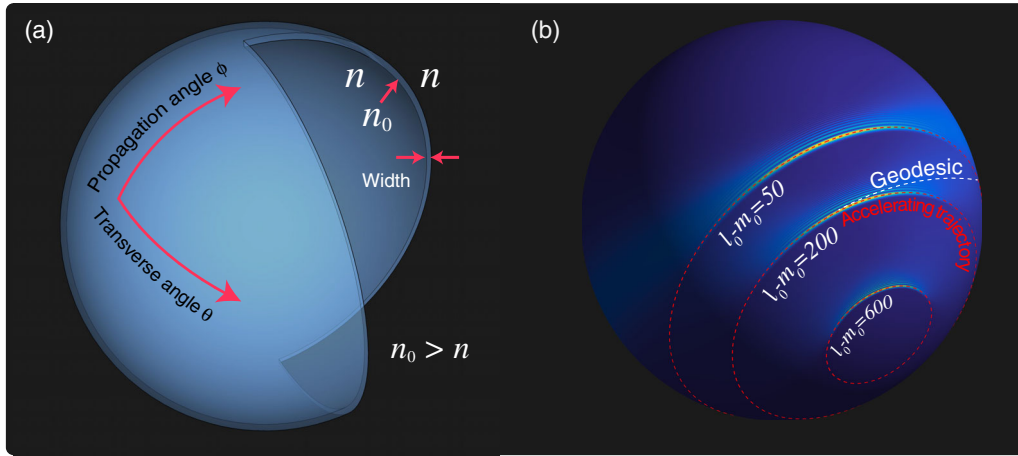 (a)
Propagation angle ϕ
Transverse angle θ
n
n
n₀
Width
n₀ > n
(b)
Geodesic
Accelerating trajectory
l₀-m₀=50
l₀-m₀=200
l₀-m₀=600